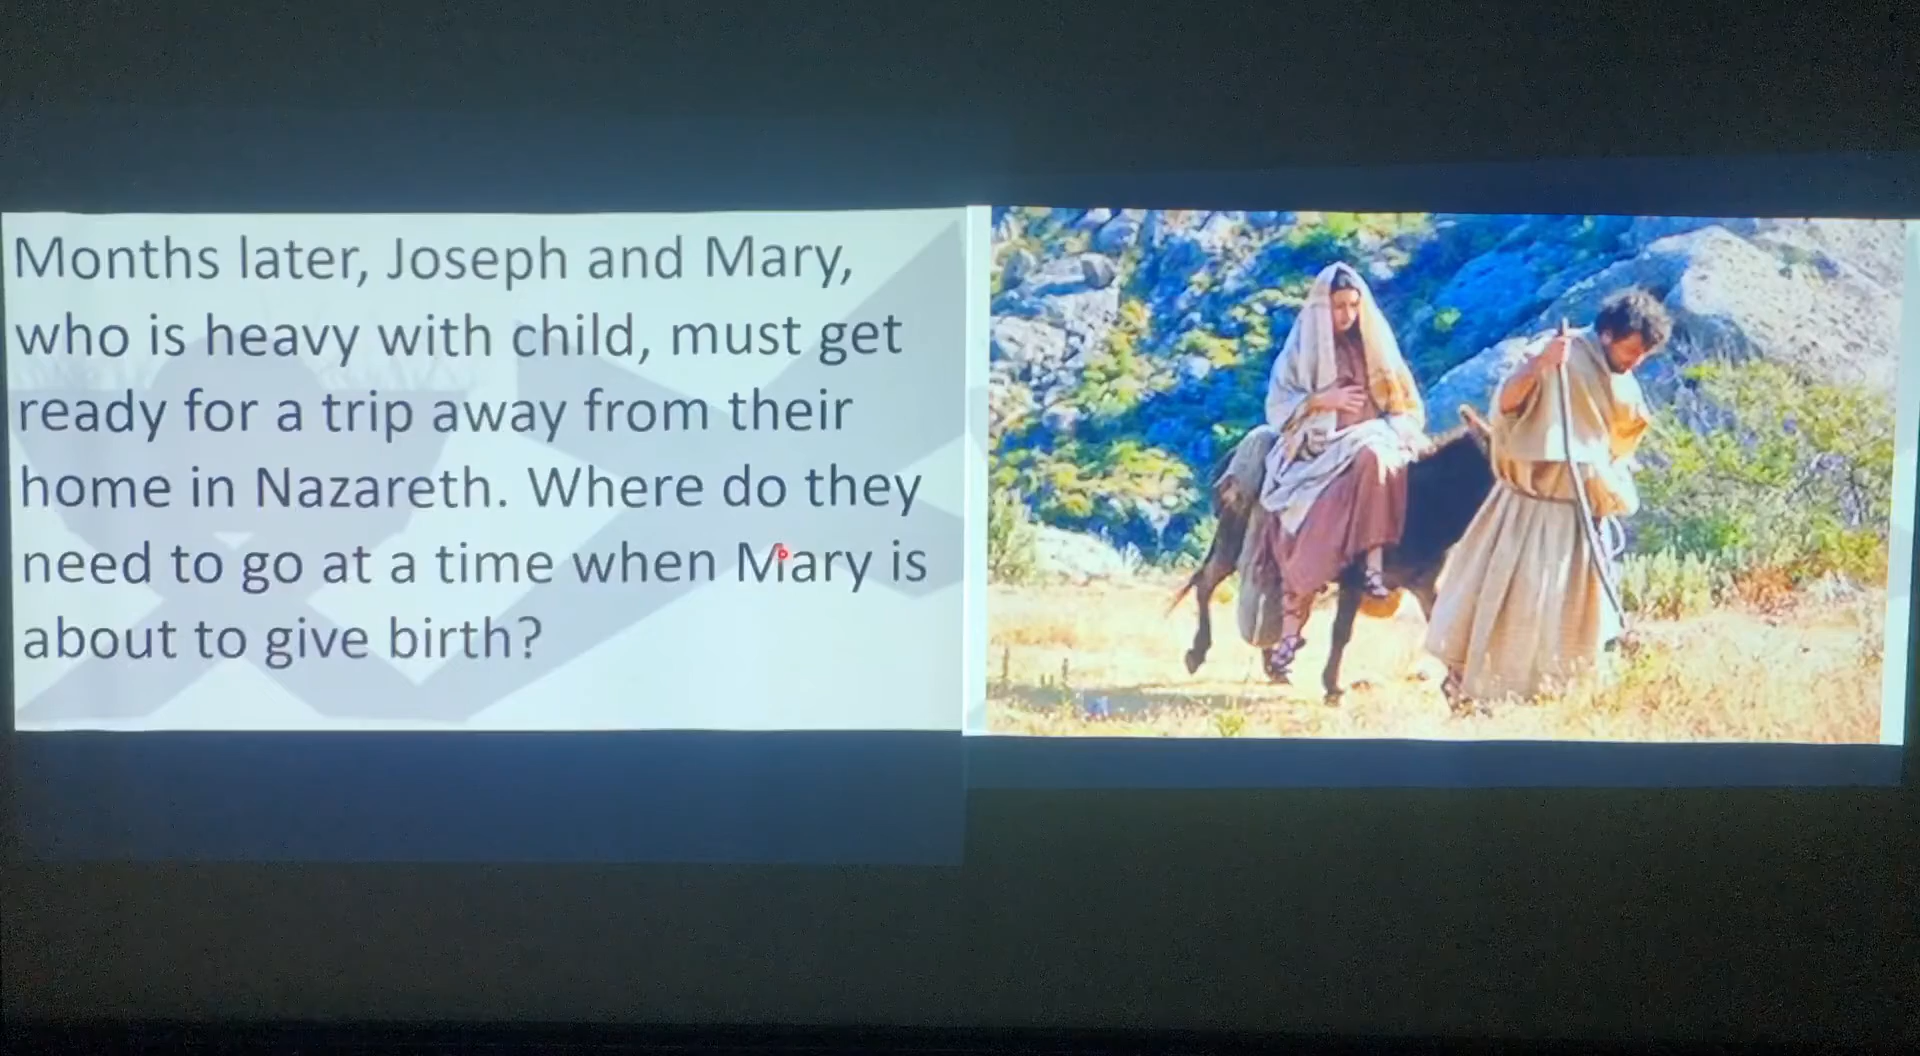 Months later, Joseph and Mary,
who is heavy with child, must get
ready for a trip away from their
home in Nazareth. Where do they
need to go at a time when Mary is
about to give birth?